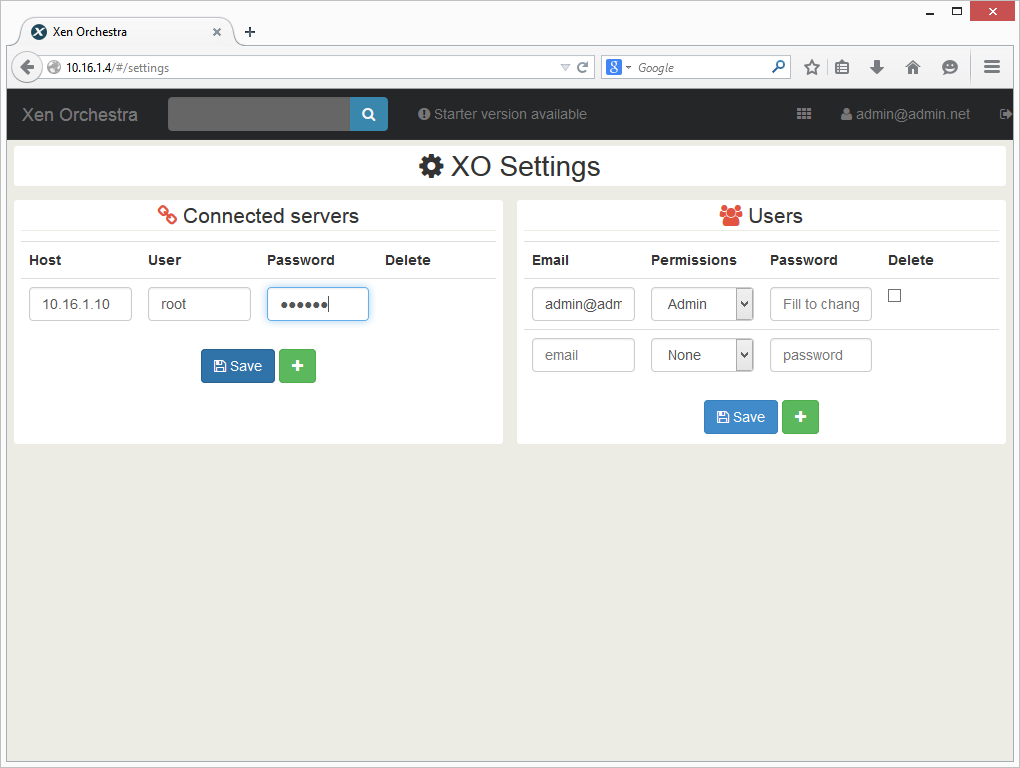 Xen Orchestra
10.16.1.4/#/settings
Google
Xen Orchestra
Starter version available
admin@admin.net
XO Settings
Connected servers
Host User Password Delete
10.16.1.10 root ●●●●●●
Save
Users
Email Permissions Password Delete
admin@adm Admin Fill to chang
email None password
Save